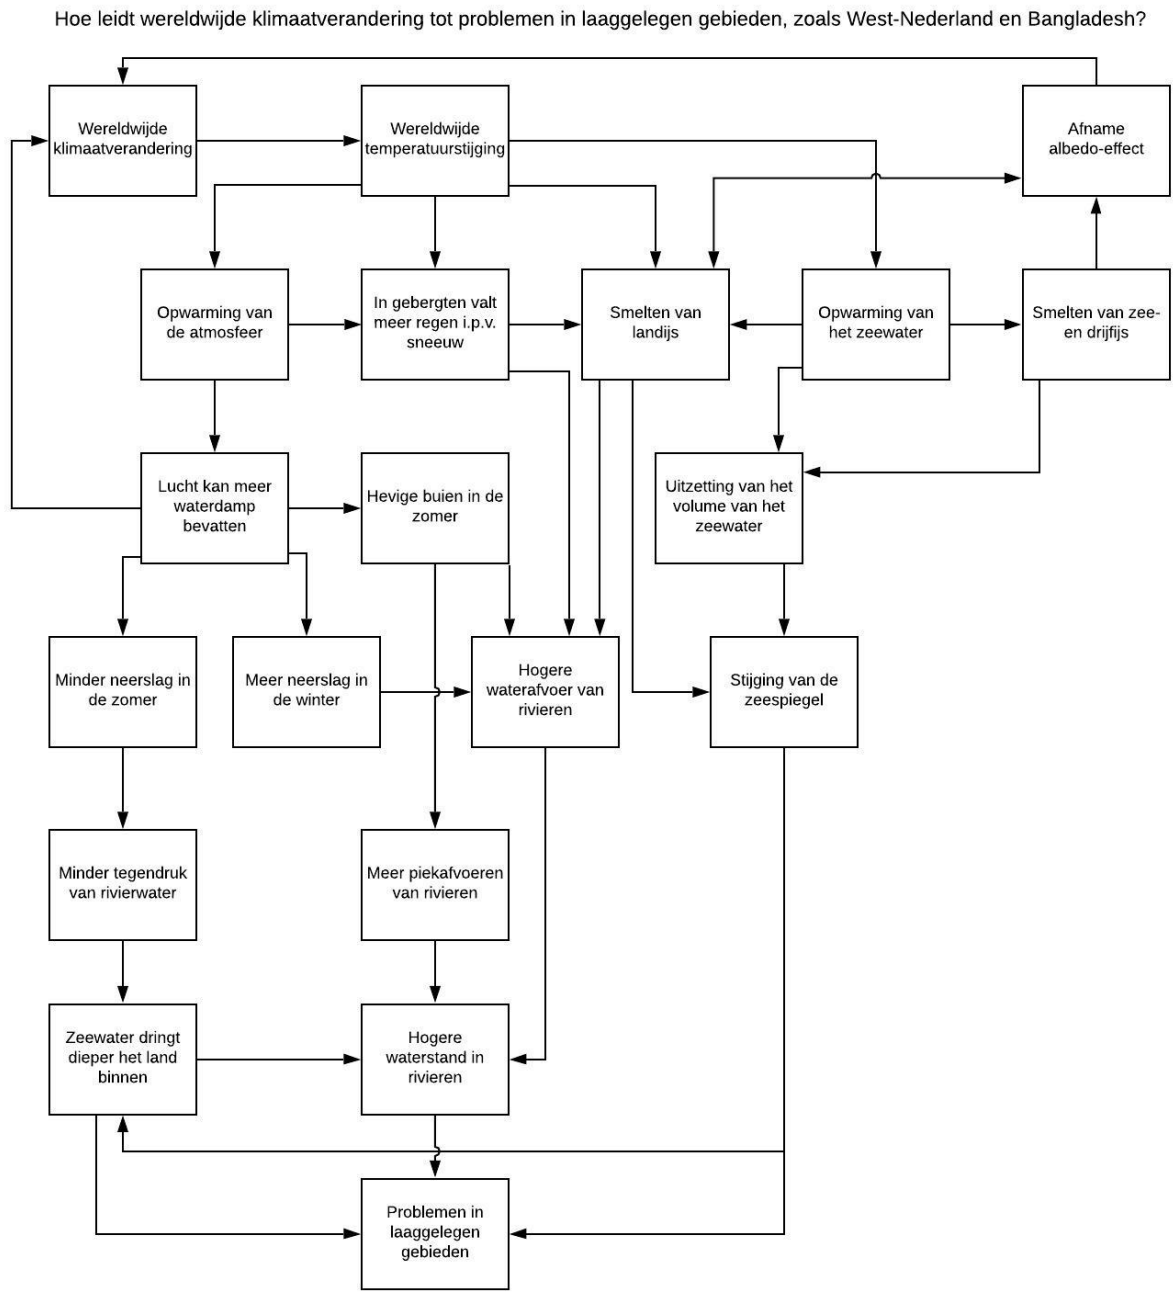 Hoe leidt wereldwijde klimaatverandering tot problemen in laaggelegen gebieden, zoals West-Nederland en Bangladesh?
Wereldwijde
klimaatverandering
Wereldwijde
temperatuurstijging
Afname
albedo-effect
Opwarming van
de atmosfeer
In gebergten valt
meer regen i.p.v.
sneeuw
Smelten van
landijs
Opwarming van
het zeewater
Smelten van zee-
en drijfijs
Lucht kan meer
waterdamp
bevatten
Hevige buien in de
zomer
Uitzetting van het
volume van het
zeewater
Minder neerslag in
de zomer
Meer neerslag in
de winter
Hogere
waterafvoer van
rivieren
Stijging van de
zeespiegel
Minder tegendruk
van rivierwater
Meer piekafvoeren
van rivieren
Zeewater dringt
dieper het land
binnen
Hogere
waterstand in
rivieren
Problemen in
laaggelegen
gebieden